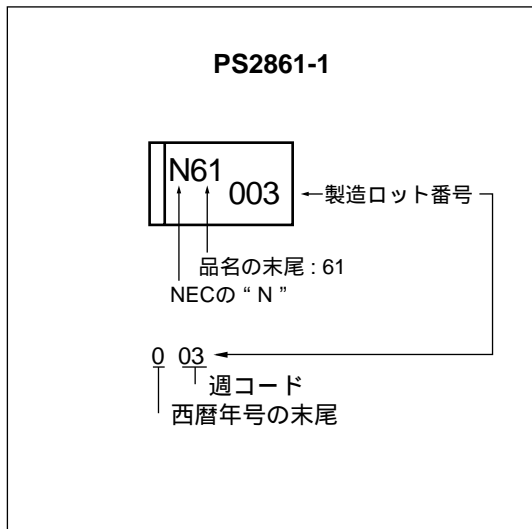 PS2861-1
N61
003
製造ロット番号
品名の末尾 : 61
NECの “ N ”
0 03
週コード
西暦年号の末尾